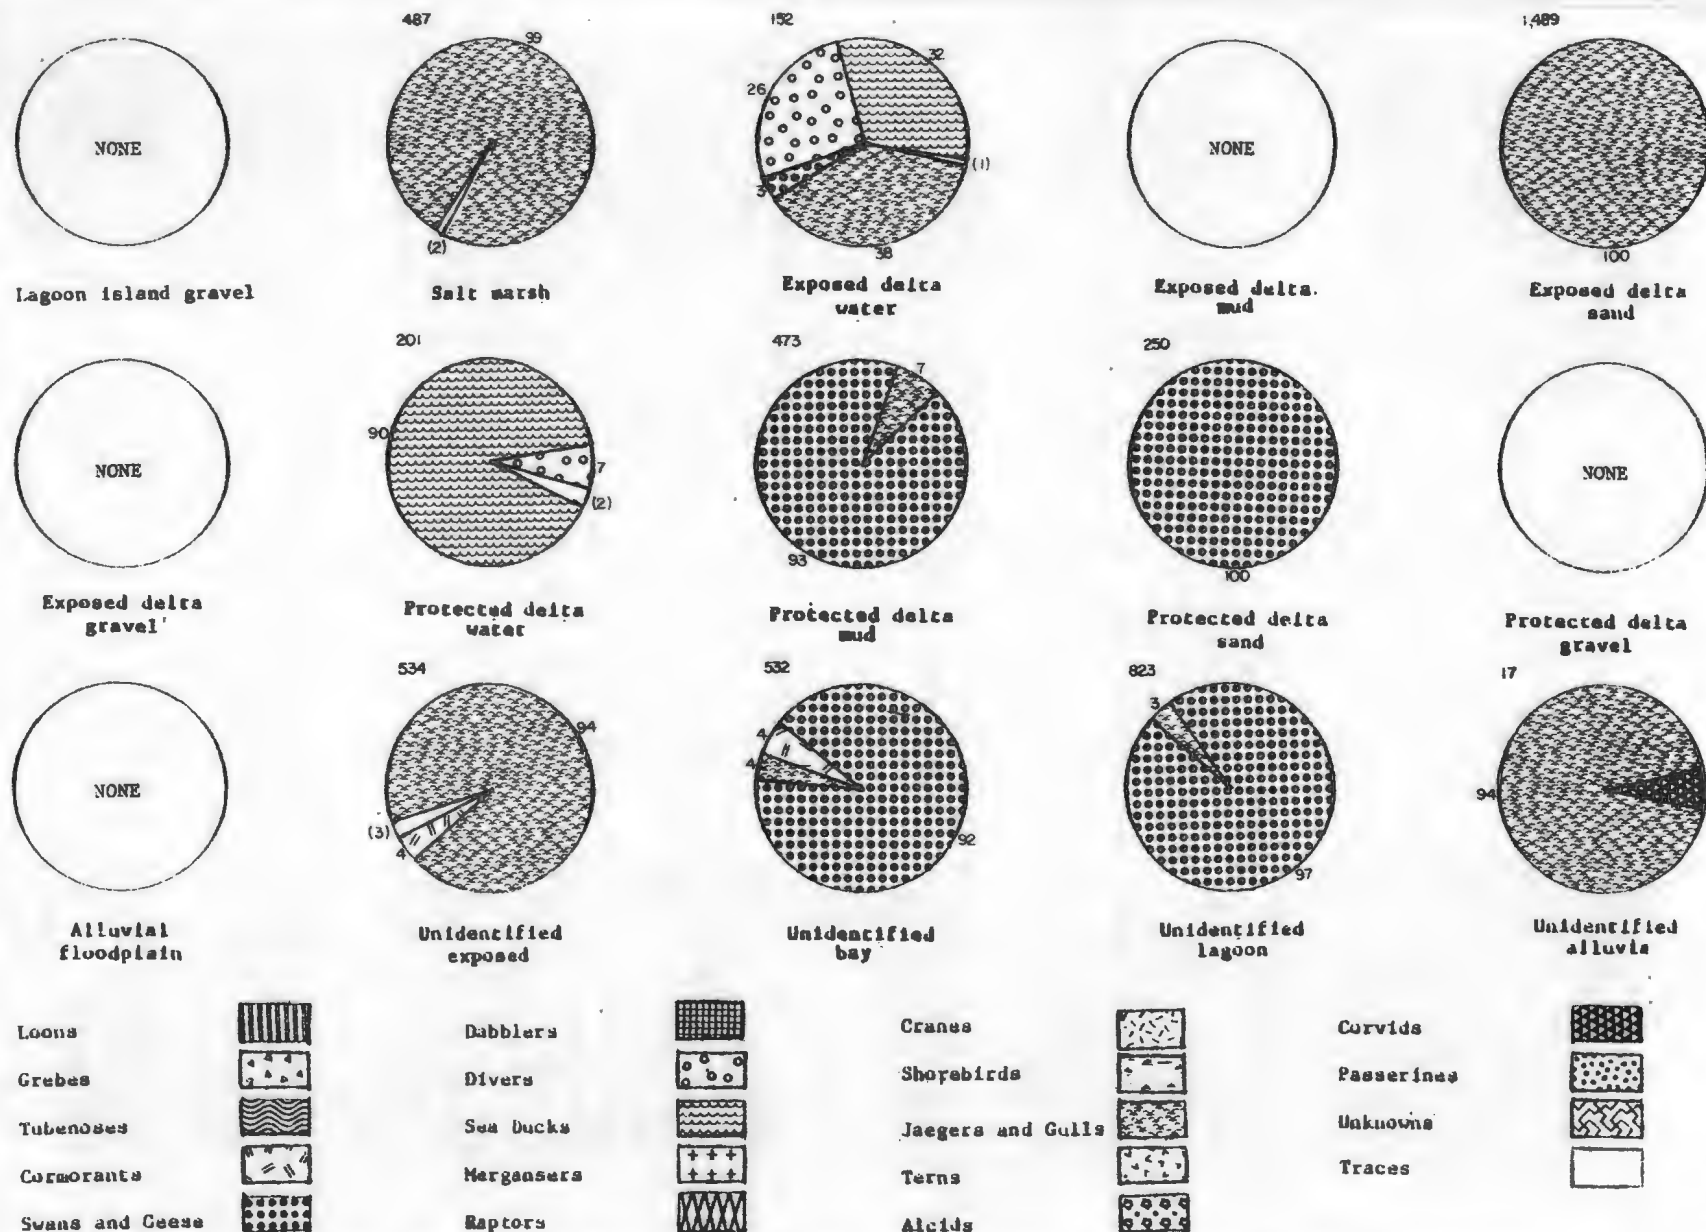 487
152
1,489
99
32
26
NONE
NONE
(1)
3
(2)
38
100
Lagoon island gravel
Salt marsh
Exposed delta
water
Exposed delta.
mud
Exposed delta
sand
201
473
250
7
90
NONE
7
NONE
(2)
93
100
Exposed delta
gravel
Protected delta
water
Protected delta
mud
Protected delta
sand
Protected delta
gravel
534
532
823
17
3
94
4
NONE
4
94
(3)
4
92
97
Alluvial
floodplain
Unidentified
exposed
Unidentified
bay
Unidentified
lagoon
Unidentified
alluvia
Loons
Dabblers
Cranes
Corvids
Grebes
Divers
Shorebirds
Passerines
Tubenoses
Sea Ducks
Jaegers and Gulls
Unknowns
Cormorants
Mergansers
Terns
Traces
Swans and Geese
Raptors
Alcids